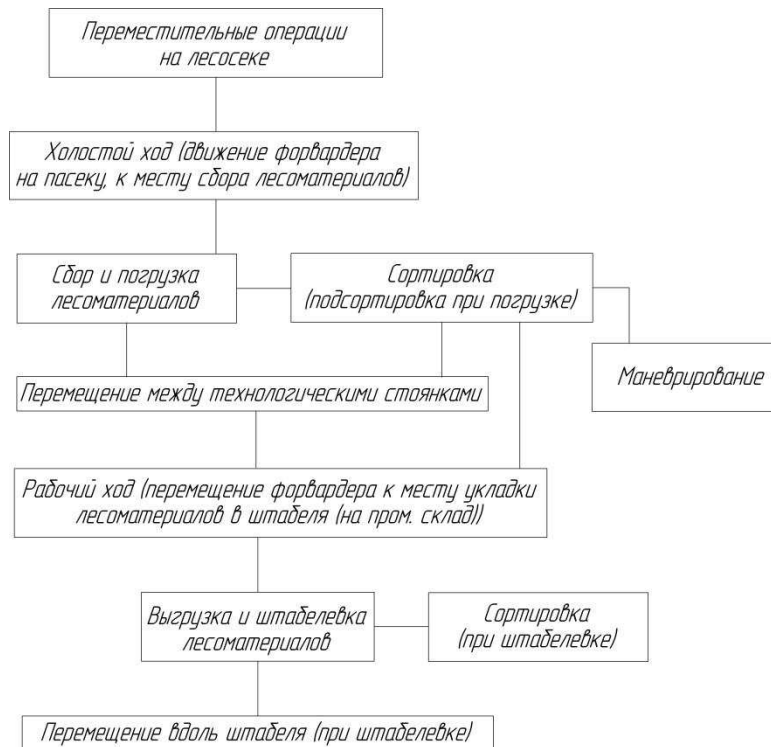 Переместительные операции
на лесосеке
Холостой ход (движение форвардера
на пасеку, к месту сбора лесоматериалов)
Сбор и погрузка
лесоматериалов
Сортировка
(подсортировка при погрузке)
Маневрирование
Перемещение между технологическими стоянками
Рабочий ход (перемещение форвардера к месту укладки
лесоматериалов в штабеля (на пром. склад))
Выгрузка и штабелевка
лесоматериалов
Сортировка
(при штабелевке)
Перемещение вдоль штабеля (при штабелевке)